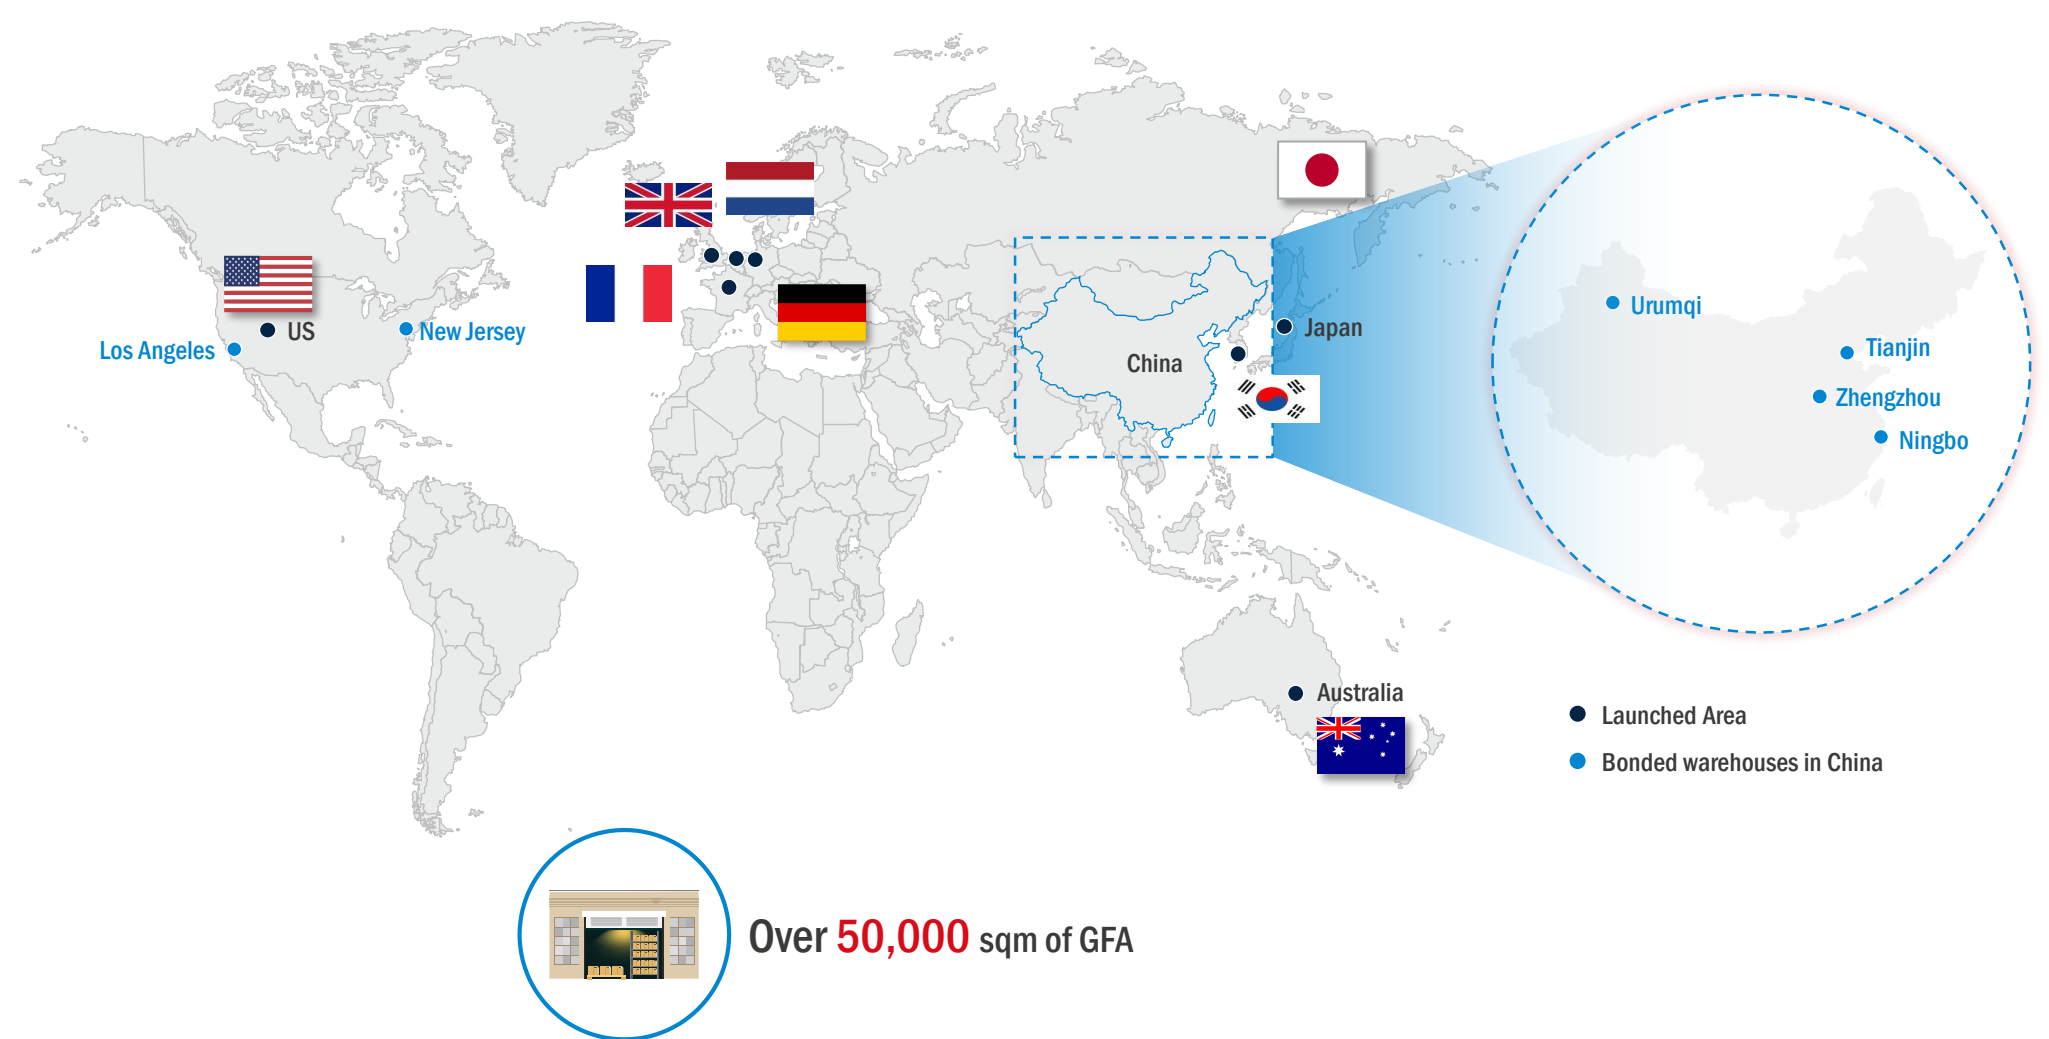 US
New Jersey
Los Angeles
China
Japan
Urumqi
Tianjin
Zhengzhou
Ningbo
Australia
Launched Area
Bonded warehouses in China
Over 50,000 sqm of GFA